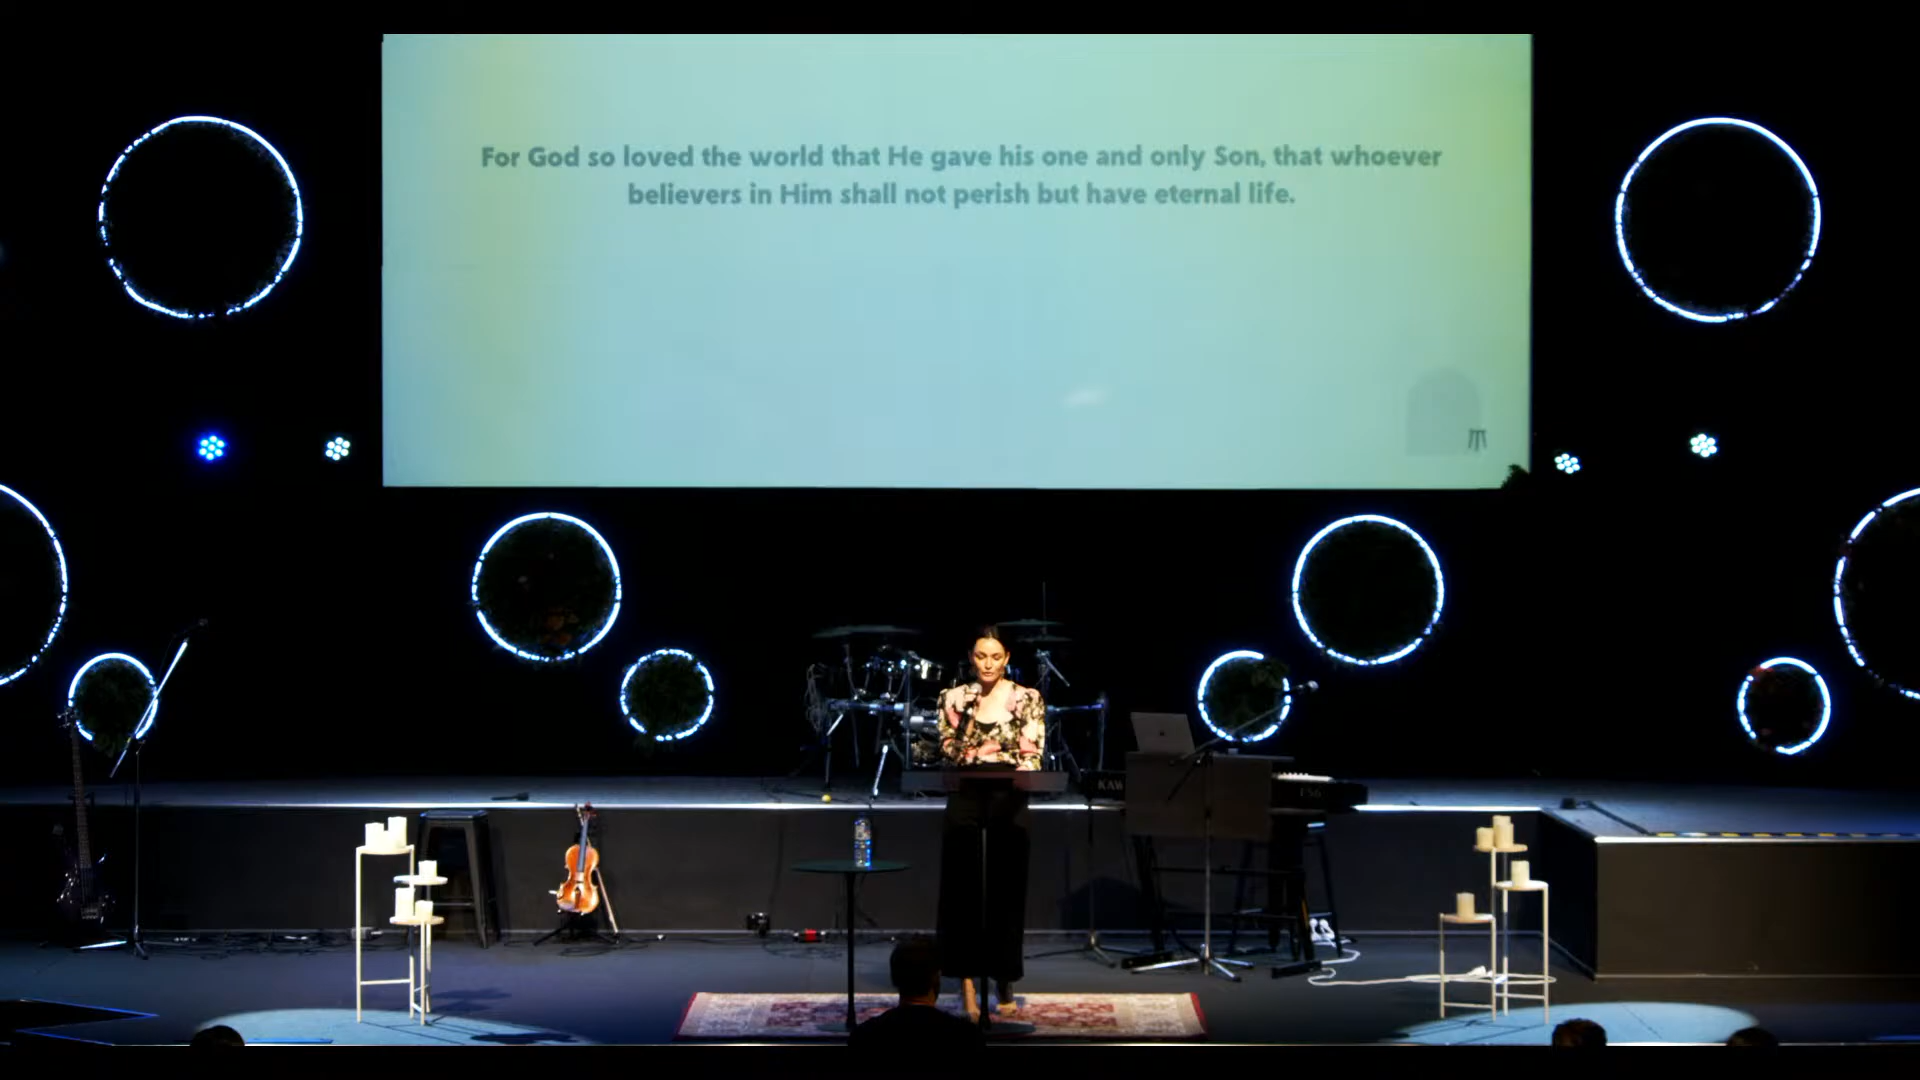 For God so loved the world that He gave his one and only Son, that whoever
believers in Him shall not perish but have eternal life.
KAW